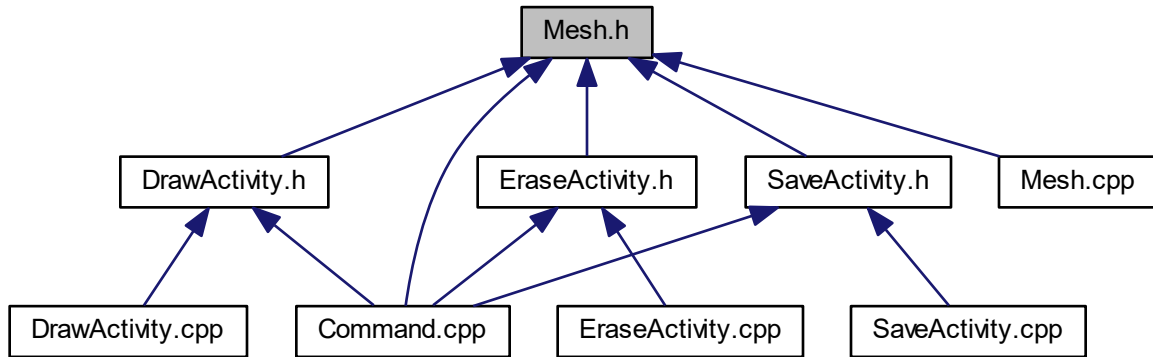 Mesh.h
DrawActivity.h
EraseActivity.h
SaveActivity.h
Mesh.cpp
DrawActivity.cpp
Command.cpp
EraseActivity.cpp
SaveActivity.cpp